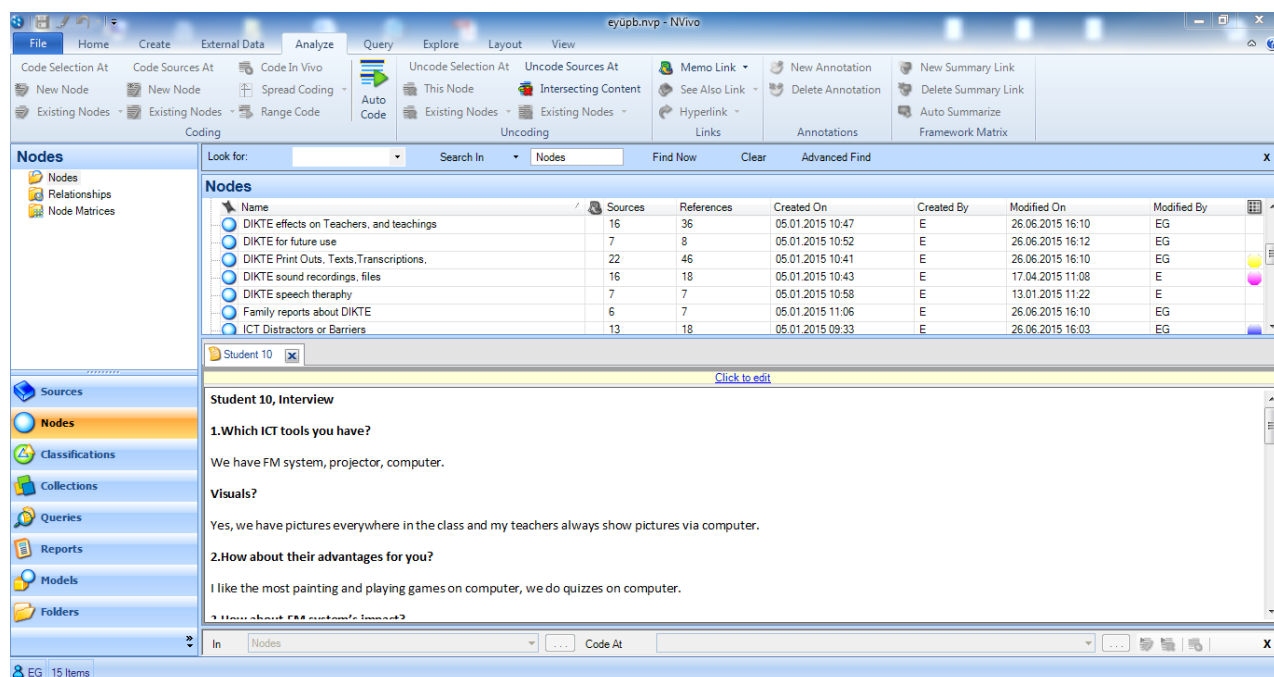 eyüpb.nvp - NVivo
File Home Create External Data Analyze Query Explore Layout View
Code Selection At Code Sources At Code In Vivo Uncode Selection At Uncode Sources At Memo Link New Annotation New Summary Link
New Node New Node Spread Coding Auto Code This Node Intersecting Content See Also Link Delete Annotation Delete Summary Link
Existing Nodes Existing Nodes Range Code Existing Nodes Existing Nodes Hyperlink Auto Summarize
Coding Uncoding Links Annotations Framework Matrix
Nodes
Nodes
Relationships
Node Matrices
Look for: Search In Nodes Find Now Clear Advanced Find x
Nodes
Name Sources References Created On Created By Modified On Modified By
DIKTE effects on Teachers, and teachings 16 36 05.01.2015 10:47 E 26.06.2015 16:10 EG
DIKTE for future use 7 8 05.01.2015 10:52 E 26.06.2015 16:12 EG
DIKTE Print Outs, Texts,Transcriptions, 22 46 05.01.2015 10:41 E 26.06.2015 16:10 EG
DIKTE sound recordings, files 16 18 05.01.2015 10:43 E 17.04.2015 11:08 E
DIKTE speech theraphy 7 7 05.01.2015 10:58 E 13.01.2015 11:22 E
Family reports about DIKTE 6 7 05.01.2015 11:06 E 26.06.2015 16:10 EG
ICT Distractors or Barriers 13 18 05.01.2015 09:33 E 26.06.2015 16:03 EG
Student 10 x
Click to edit
Student 10, Interview
1.Which ICT tools you have?
We have FM system, projector, computer.
Visuals?
Yes, we have pictures everywhere in the class and my teachers always show pictures via computer.
2.How about their advantages for you?
I like the most painting and playing games on computer, we do quizzes on computer.
2.How about FM system's impact?
Sources
Nodes
Classifications
Collections
Queries
Reports
Models
Folders
In Nodes ... Code At ... x
EG 15 Items